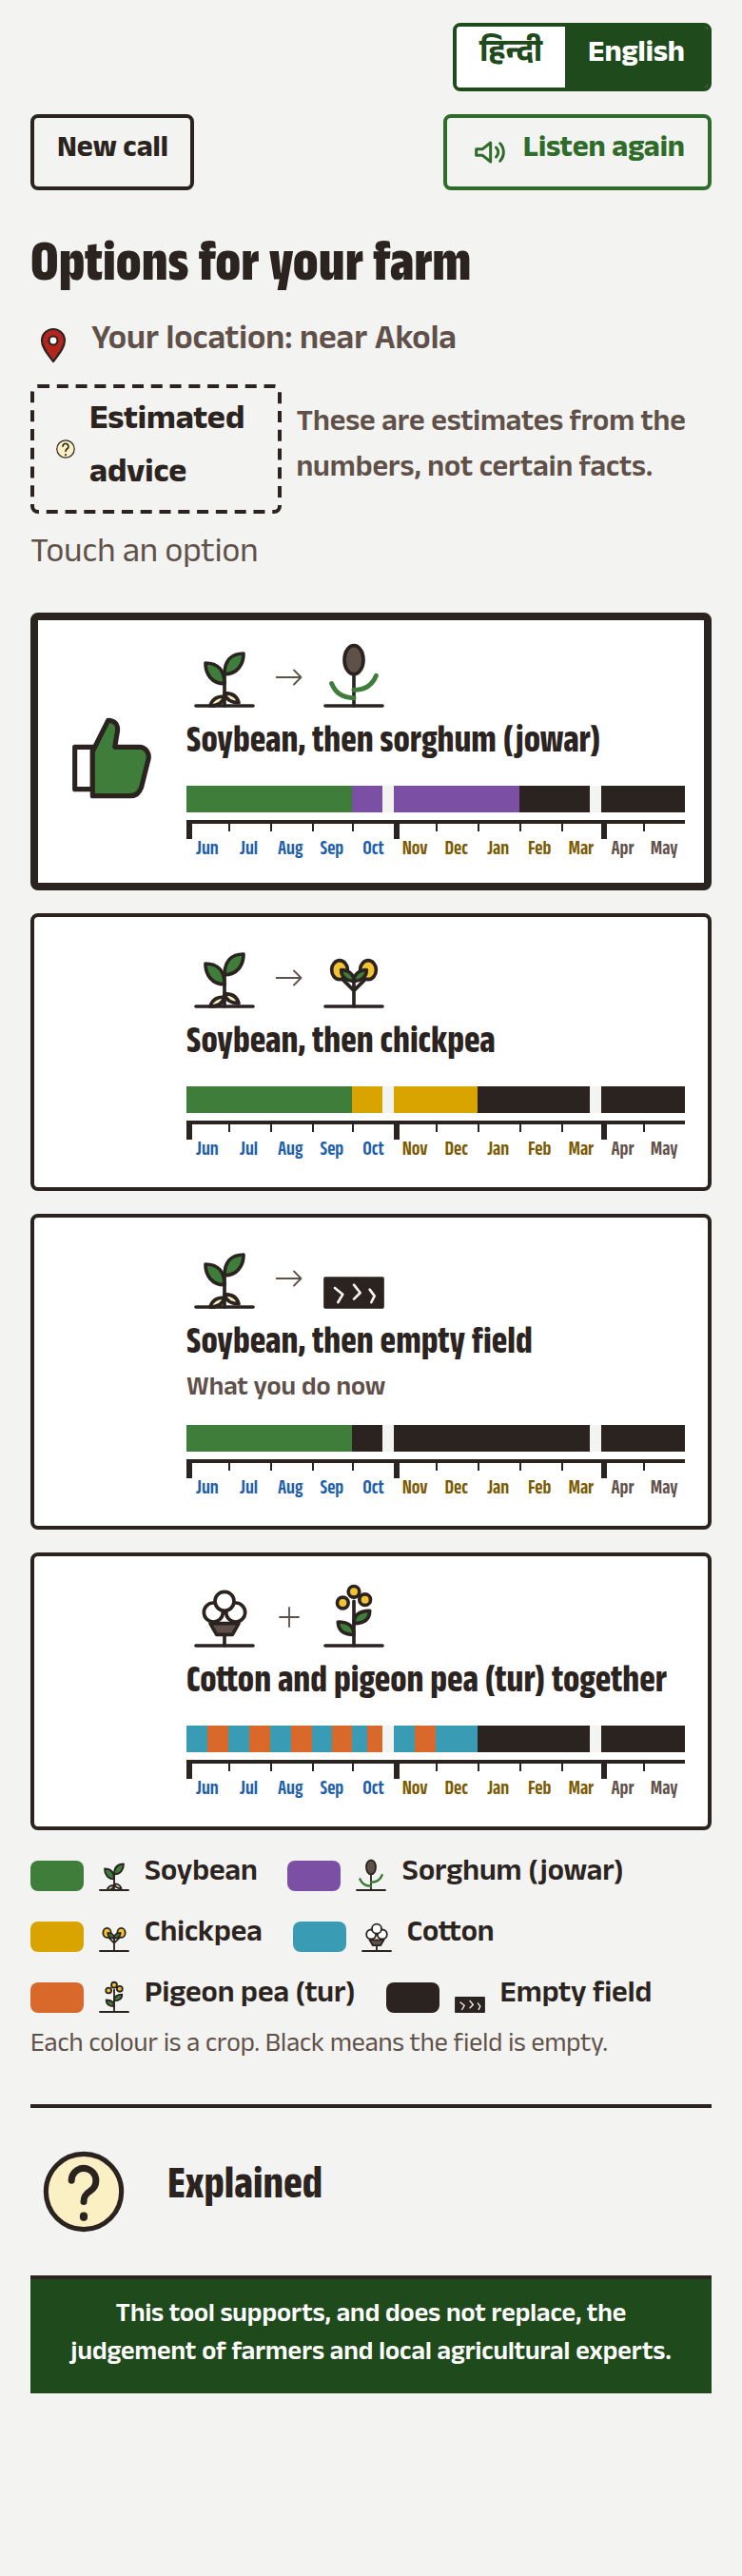 हिन्दी English
New call
Listen again
Options for your farm
Your location: near Akola
Estimated
advice
These are estimates from the
numbers, not certain facts.
Touch an option
Soybean, then sorghum (jowar)
Jun Jul Aug Sep Oct Nov Dec Jan Feb Mar Apr May
Soybean, then chickpea
Jun Jul Aug Sep Oct Nov Dec Jan Feb Mar Apr May
Soybean, then empty field
What you do now
Jun Jul Aug Sep Oct Nov Dec Jan Feb Mar Apr May
Cotton and pigeon pea (tur) together
Jun Jul Aug Sep Oct Nov Dec Jan Feb Mar Apr May
Soybean Sorghum (jowar)
Chickpea Cotton
Pigeon pea (tur) Empty field
Each colour is a crop. Black means the field is empty.
Explained
This tool supports, and does not replace, the
judgement of farmers and local agricultural experts.